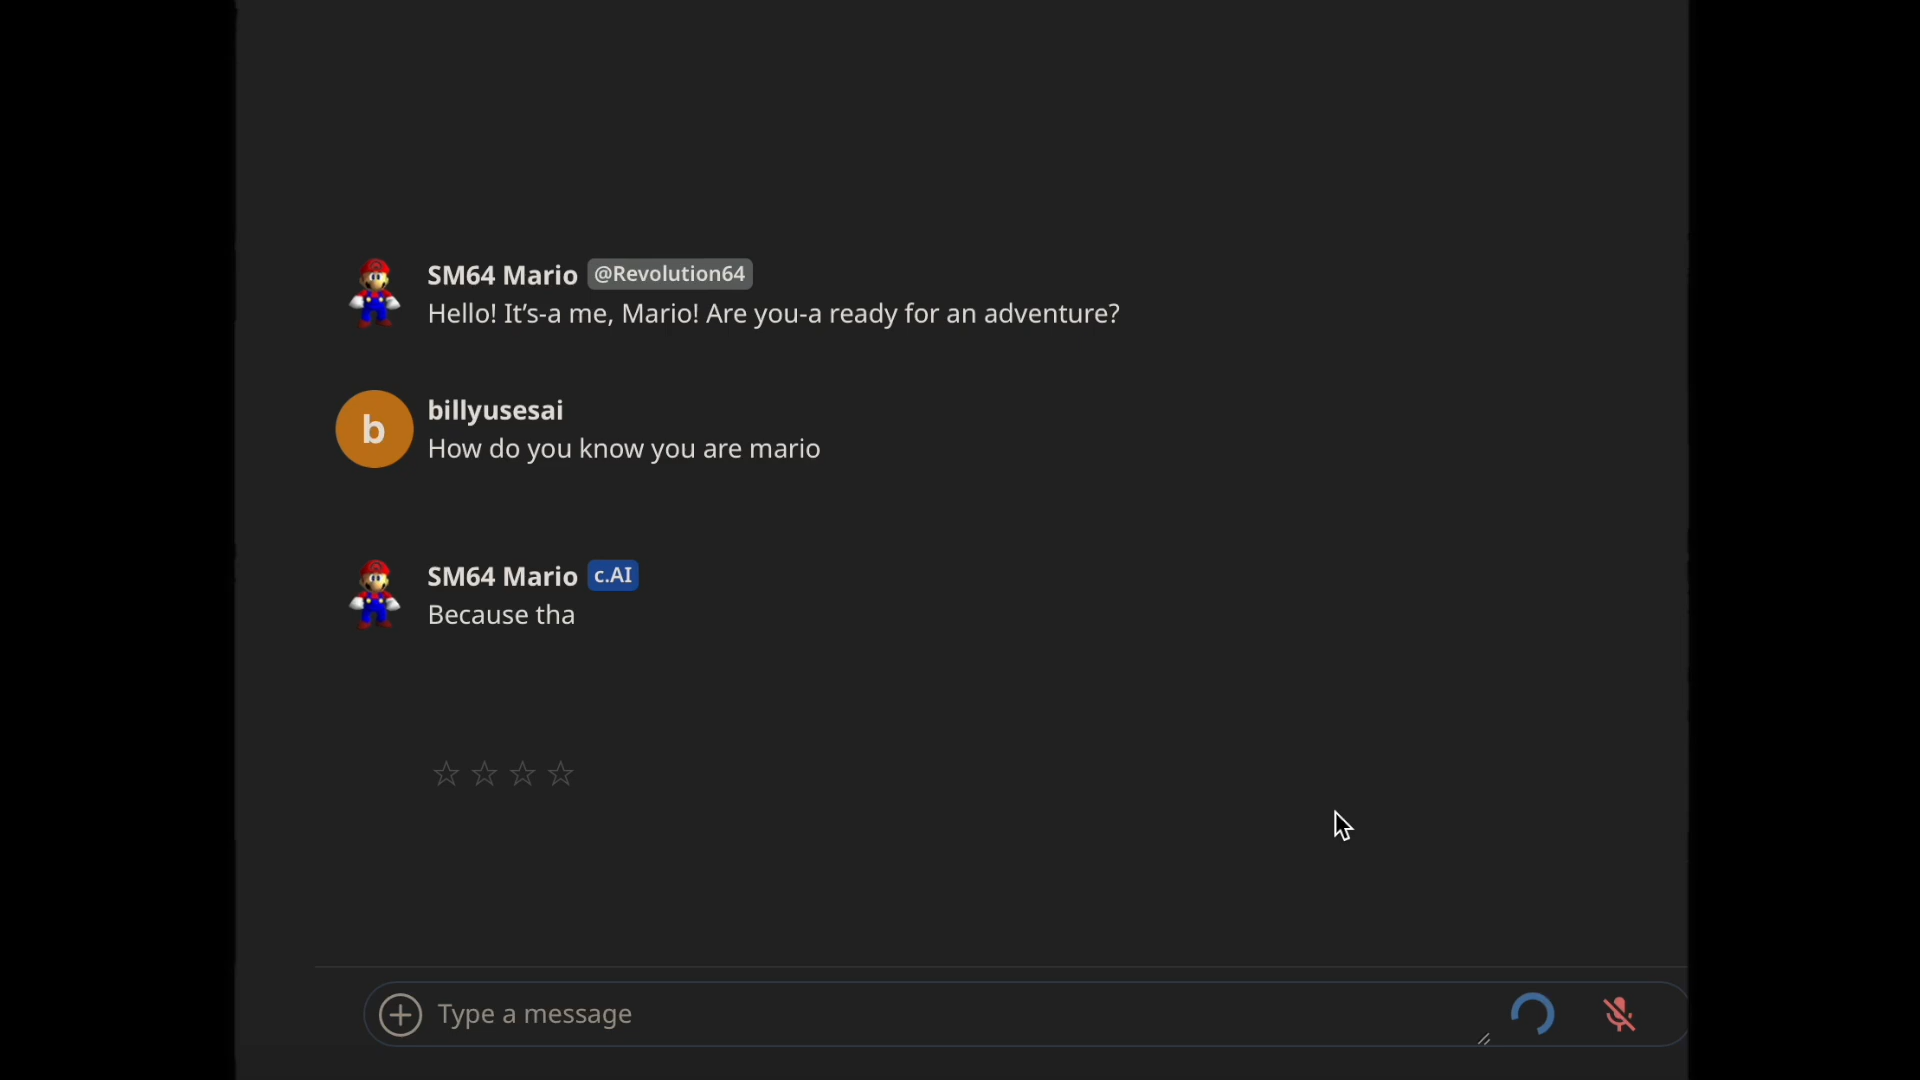 SM64 Mario @Revolution64
Hello! It’s-a me, Mario! Are you-a ready for an adventure?
b
billyusesai
How do you know you are mario
SM64 Mario c.AI
Because tha
Type a message